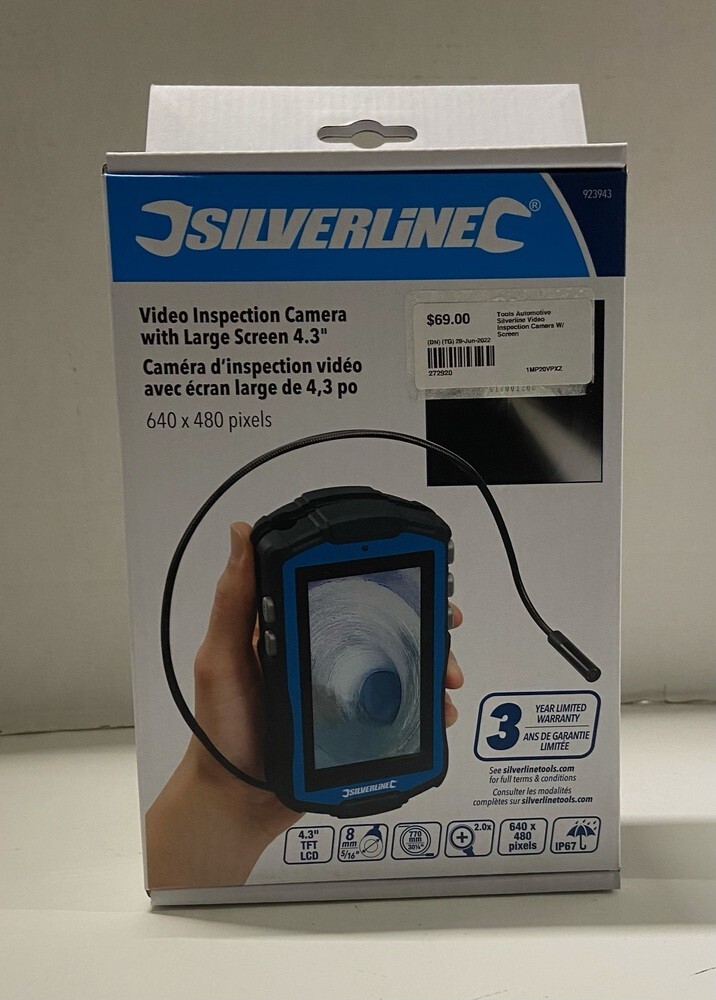 923943
SILVERLINE®
Video Inspection Camera
with Large Screen 4.3"
Caméra d'inspection vidéo
avec écran large de 4,3 po
640 x 480 pixels
$69.00
(DN) (TG) 29-Jun-2022
272920
Tools Automotive
Silverline Video
Inspection Camera W/
Screen
1MP20VPXZ
SILVERLINE
3
YEAR LIMITED
WARRANTY
ANS DE GARANTIE
LIMITÉE
See silverlinetools.com
for full terms & conditions
Consulter les modalités
complètes sur silverlinetools.com
4.3"
TFT
LCD
8
mm
5/16"
770
mm
2.0x
640 x
480
pixels
IP67